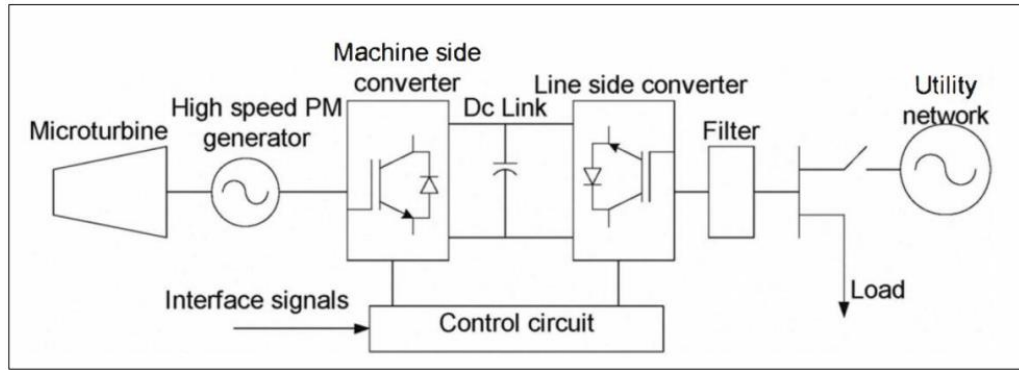 Microturbine
High speed PM
generator
Machine side
converter
Dc Link
Line side converter
Filter
Utility
network
Load
Interface signals
Control circuit